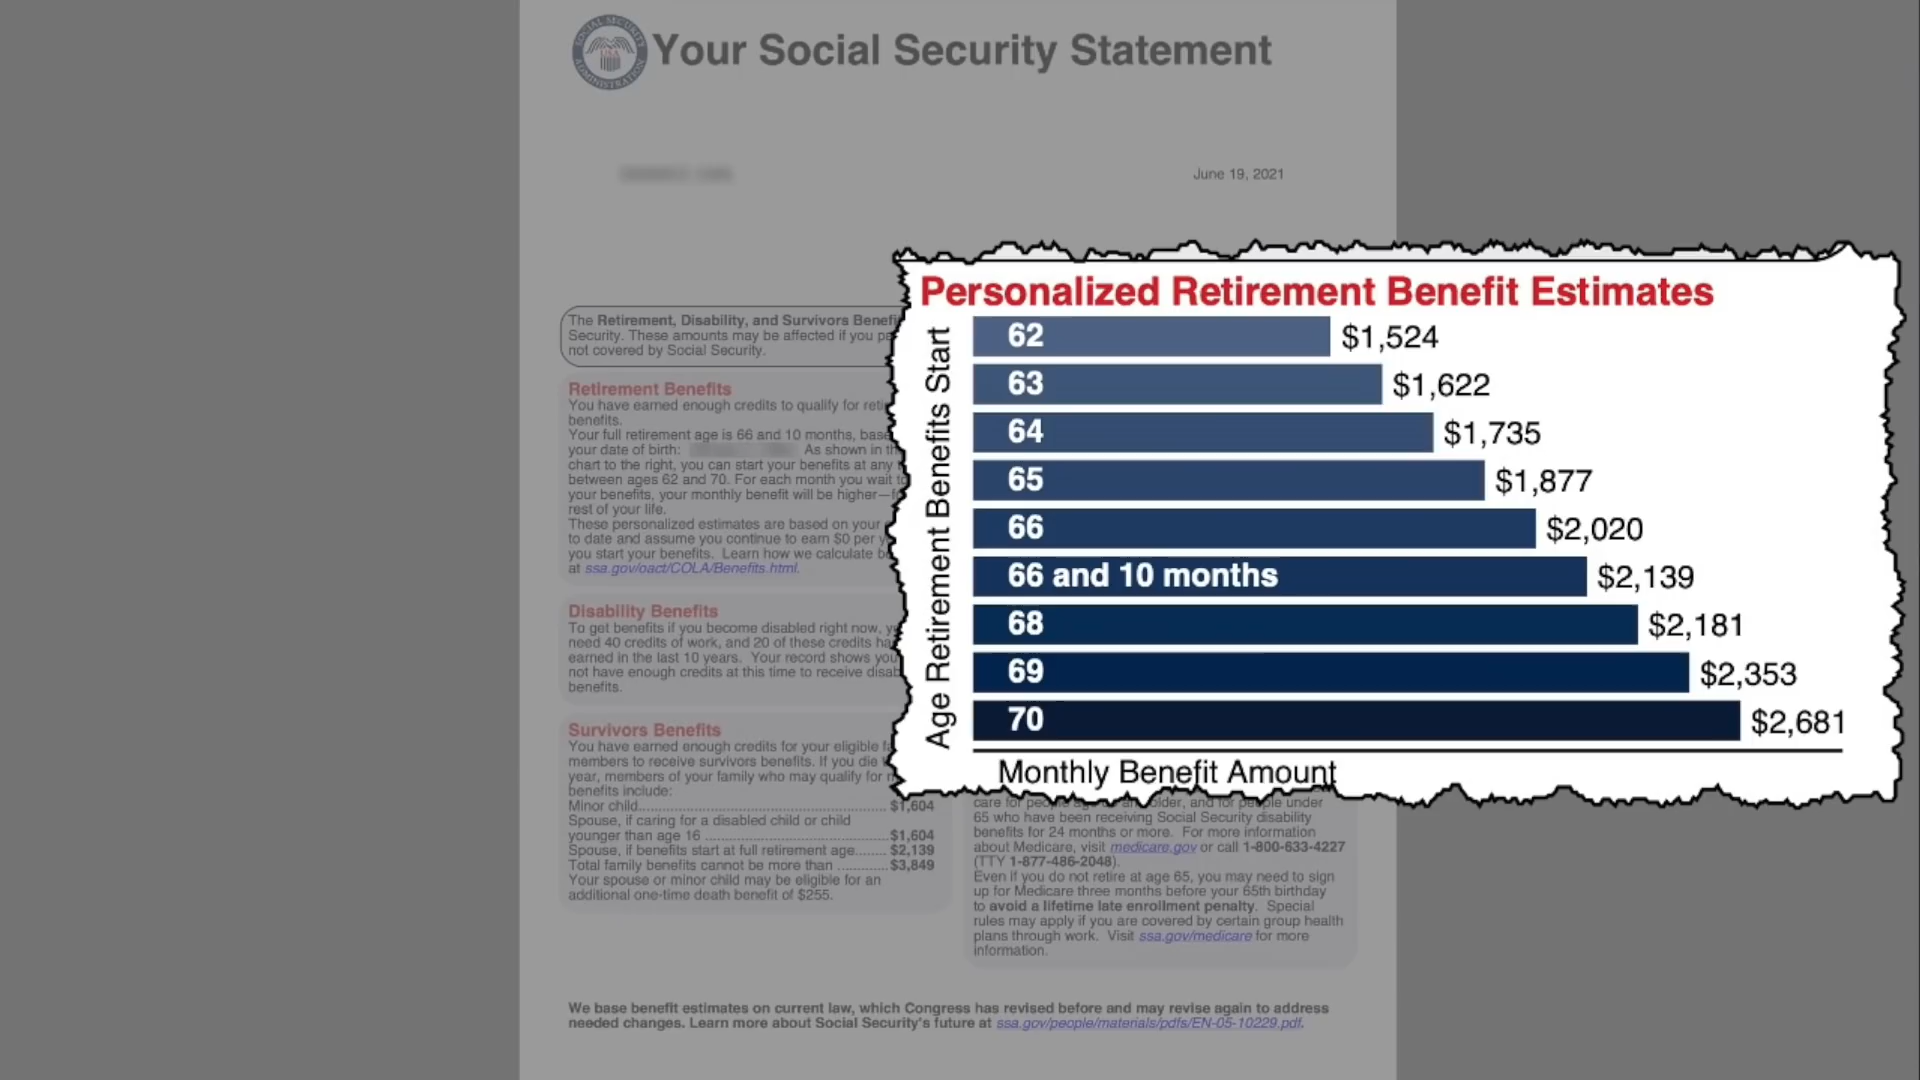 Your Social Security Statement
June 19, 2021
The Retirement, Disability, and Survivors
Security. These amounts may be affected if you
not covered by Social Security.
Retirement Benefits
You have earned enough credits to qualify for
benefits.
Your full retirement age is 66 and 10 months,
your date of birth: As shown in
chart to the right, you can start your benefits at any
between ages 62 and 70. For each month you wait
your benefits, your monthly benefit will be higher—
rest of your life.
These personalized estimates are based on your
to date and assume you continue to earn $0 per
you start your benefits. Learn how we calculate
at ssa.gov/oact/COLA/Benefits.html.
Disability Benefits
To get benefits if you become disabled right now,
need 40 credits of work, and 20 of these credits
earned in the last 10 years. Your record shows you
not have enough credits at this time to receive
benefits.
Survivors Benefits
You have earned enough credits for your eligible
members to receive survivors benefits. If you die
year, members of your family who may qualify for
benefits include:
Minor child.......... $1,604
Spouse, if caring for a disabled child or child
younger than age 16 .......... $1,604
Spouse, if benefits start at full retirement age....... $2,139
Total family benefits cannot be more than ............ $3,849
Your spouse or minor child may be eligible for an
additional one-time death benefit of $255.
Personalized Retirement Benefit Estimates
Age Retirement Benefits Start
62 $1,524
63 $1,622
64 $1,735
65 $1,877
66 $2,020
66 and 10 months $2,139
68 $2,181
69 $2,353
70 $2,681
Monthly Benefit Amount
care for people older, and for people under
65 who have been receiving Social Security disability
benefits for 24 months or more. For more information
about Medicare, visit medicare.gov or call 1-800-633-4227
(TTY 1-877-486-2048).
Even if you do not retire at age 65, you may need to sign
up for Medicare three months before your 65th birthday
to avoid a lifetime late enrollment penalty. Special
rules may apply if you are covered by certain group health
plans through work. Visit ssa.gov/medicare for more
information.
We base benefit estimates on current law, which Congress has revised before and may revise again to address
needed changes. Learn more about Social Security's future at ssa.gov/people/materials/pdfs/EN-05-10229.pdf.